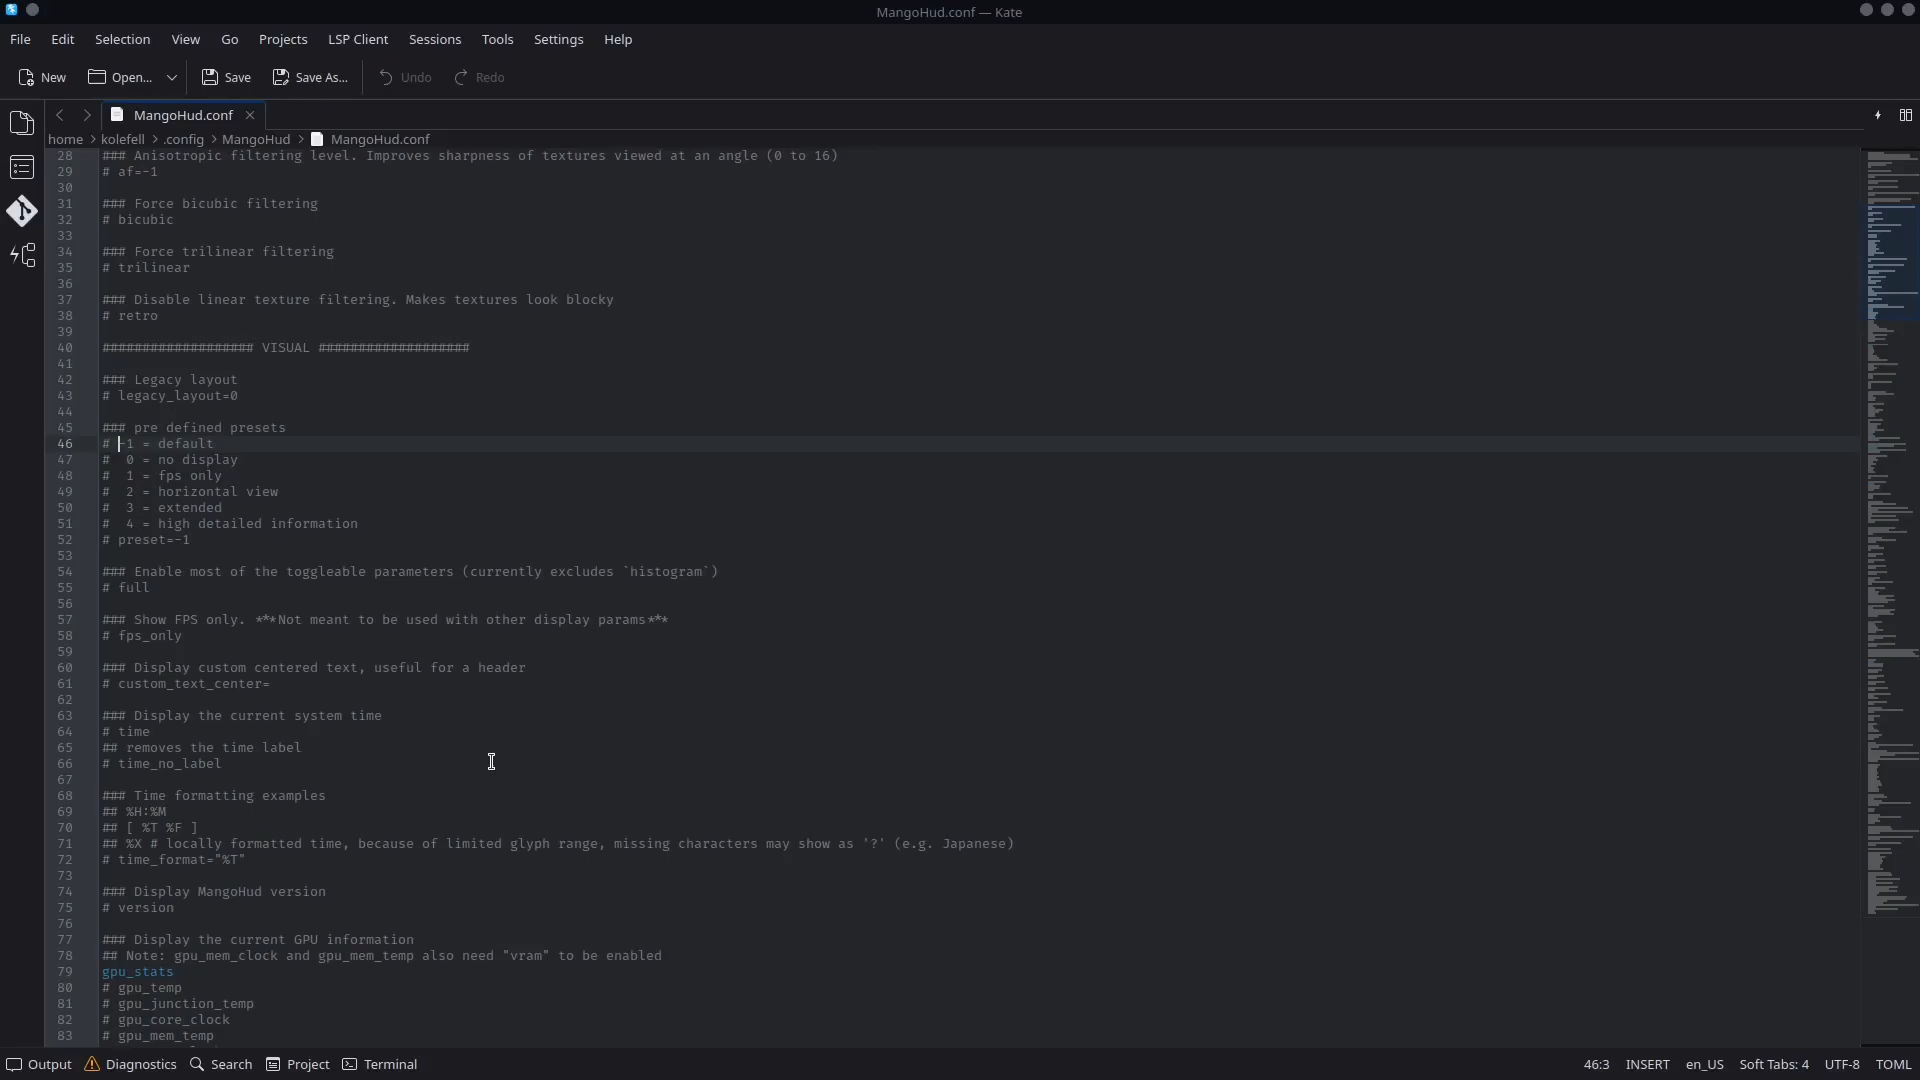 MangoHud.conf — Kate
File Edit Selection View Go Projects LSP Client Sessions Tools Settings Help
New Open... Save Save As... Undo Redo
MangoHud.conf
home > kolefell > .config > MangoHud > MangoHud.conf
28 ### Anisotropic filtering level. Improves sharpness of textures viewed at an angle (0 to 16)
29 # af=-1
30
31 ### Force bicubic filtering
32 # bicubic
33
34 ### Force trilinear filtering
35 # trilinear
36
37 ### Disable linear texture filtering. Makes textures look blocky
38 # retro
39
40 ################### VISUAL ###################
41
42 ### Legacy layout
43 # legacy_layout=0
44
45 ### pre defined presets
46 # -1 = default
47 #  0 = no display
48 #  1 = fps only
49 #  2 = horizontal view
50 #  3 = extended
51 #  4 = high detailed information
52 # preset=-1
53
54 ### Enable most of the toggleable parameters (currently excludes `histogram`)
55 # full
56
57 ### Show FPS only. ***Not meant to be used with other display params***
58 # fps_only
59
60 ### Display custom centered text, useful for a header
61 # custom_text_center=
62
63 ### Display the current system time
64 # time
65 ## removes the time label
66 # time_no_label
67
68 ### Time formatting examples
69 ## %H:%M
70 ## [ %T %F ]
71 ## %X # locally formatted time, because of limited glyph range, missing characters may show as '?' (e.g. Japanese)
72 # time_format="%T"
73
74 ### Display MangoHud version
75 # version
76
77 ### Display the current GPU information
78 ## Note: gpu_mem_clock and gpu_mem_temp also need "vram" to be enabled
79 gpu_stats
80 # gpu_temp
81 # gpu_junction_temp
82 # gpu_core_clock
83 # gpu_mem_temp
Output Diagnostics Search Project Terminal 46:3 INSERT en_US Soft Tabs: 4 UTF-8 TOML